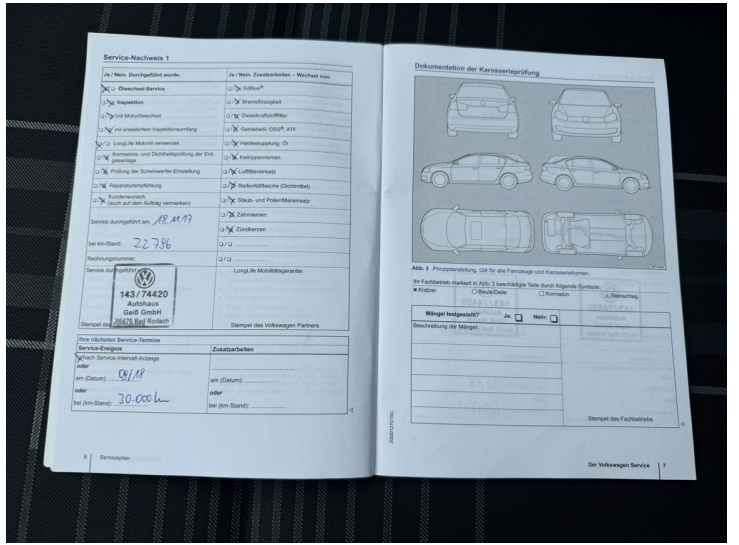 Service-Nachweis 1
Ja / Nein. Durchgeführt wurde:
Ja / Nein. Zusatzarbeiten – Wechsel von:
Ölwechsel-Service
AdBlue®
Inspektion
Bremsflüssigkeit
mit Motorölwechsel
Dieselkraftstofffilter
mit erweitertem Inspektionsumfang
Getriebeöl: DSG®, ATF
LongLife Motoröl verwendet
Haldexkupplung: Öl
Korrosions- und Dichtheitsprüfung der Erdgasanlage
Keilrippenriemen
Prüfung der Scheinwerfer-Einstellung
Luftfiltereinsatz
Reparaturempfehlung
Reifenfüllflasche (Dichtmittel)
Kundenwunsch
(auch auf dem Auftrag vermerken)
Staub- und Pollenfiltereinsatz
Service durchgeführt am: 18.11.17
Zahnriemen
Zündkerzen
bei km-Stand: 22.786
Rechnungsnummer:
Service durchgeführt
LongLife Mobilitätsgarantie:
143/74420
Autohaus
Geiß GmbH
96476 Bad Rodach
Stempel des
Stempel des Volkswagen Partners
Ihre nächsten Service-Termine
Service-Ereignis
Zusatzarbeiten
nach Service-Intervall-Anzeige
oder
am (Datum): 08/18
am (Datum):
oder
oder
bei (km-Stand): 30.000 km
bei (km-Stand):
6 Serviceplan
Dokumentation der Karosserieprüfung
Abb. 3 Prinzipdarstellung. Gilt für alle Fahrzeuge und Karosserieformen.
Ihr Fachbetrieb markiert in Abb. 3 beschädigte Teile durch folgende Symbole:
x Kratzer: O Beule/Delle □ Korrosion △ Steinschlag
Mängel festgestellt? Ja: Nein:
Beschreibung der Mängel:
Stempel des Fachbetriebs
Der Volkswagen Service 7